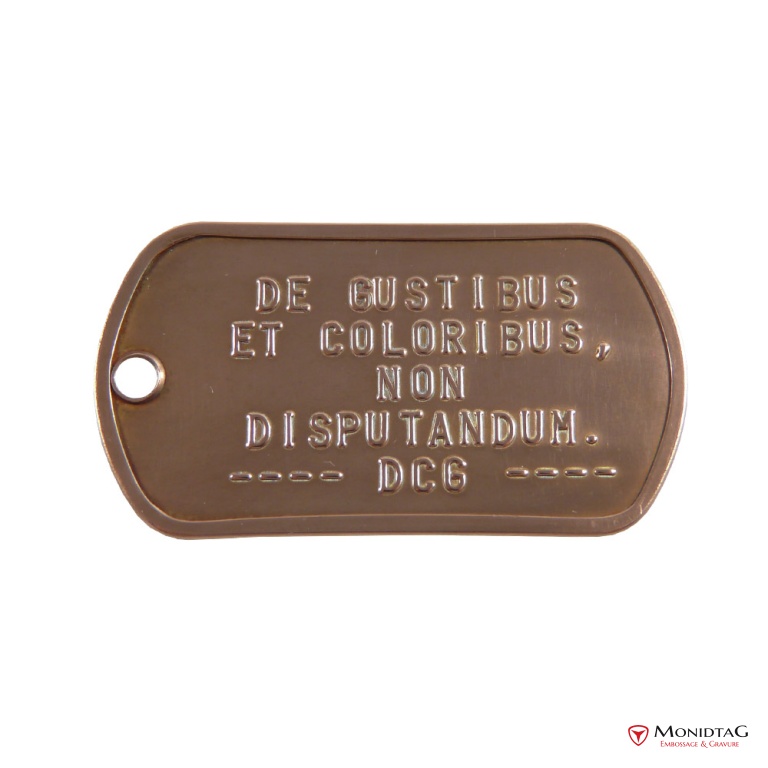 DE GUSTIBUS
ET COLORIBUS,
NON
DISPUTANDUM.
---- DCG ----
MONIDTAG
EMBOSSAGE & GRAVURE